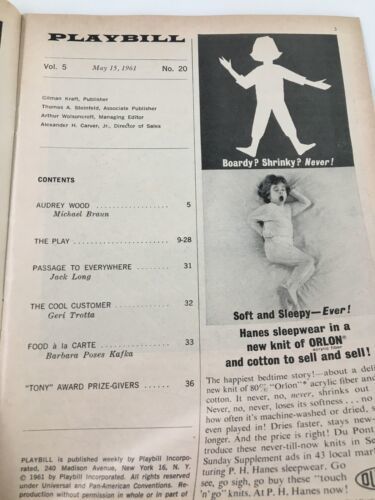 PLAYBILL
Vol. 5 May 15, 1961 No. 20
Gilman Kraft, Publisher
Thomas A. Steinfeld, Associate Publisher
Arthur Wolsoncroft, Managing Editor
Alexander H. Carver, Jr., Director of Sales
CONTENTS
AUDREY WOOD .................. 5
Michael Braun
THE PLAY ..................... 9-28
PASSAGE TO EVERYWHERE ........ 31
Jack Long
THE COOL CUSTOMER ............ 32
Geri Trotta
FOOD à la CARTE .............. 33
Barbara Poses Kafka
"TONY" AWARD PRIZE-GIVERS ...... 36
PLAYBILL is published weekly by Playbill Incorpo-
rated, 240 Madison Avenue, New York 16, N. Y.
© 1961 by Playbill Incorporated. All rights reserved
under Universal and Pan-American Conventions. Re-
production without permission in whole or in part of
3
Boardy? Shrinky? Never!
Soft and Sleepy—Ever!
Hanes sleepwear in a
new knit of ORLON®
acrylic fiber
and cotton to sell and sell!
The happiest bedtime story!—about a
new knit of 80% "Orlon"* acrylic fiber and
cotton. It never, no, never, shrinks out
Never, no, never, loses its softness...no
how often it's machine-washed or dried,
ever played in! Dries faster, stays new-
longer. And the price is right! Du Pont
troduce these never-till-now knits in
Sunday Supplement ads in 43 local
turing P. H. Hanes sleepwear. Go
see, go sigh, go buy these "touch
'n' go" knits. At P. H. Hanes now!